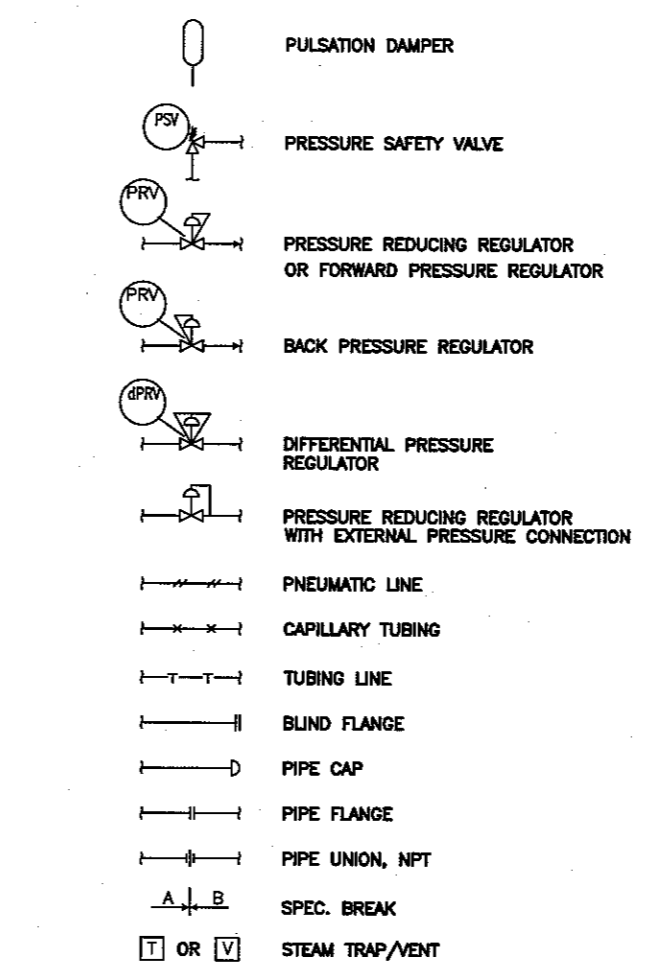 PULSATION DAMPER
PSV
PRESSURE SAFETY VALVE
PRV
PRESSURE REDUCING REGULATOR
OR FORWARD PRESSURE REGULATOR
PRV
BACK PRESSURE REGULATOR
dPRV
DIFFERENTIAL PRESSURE
REGULATOR
PRESSURE REDUCING REGULATOR
WITH EXTERNAL PRESSURE CONNECTION
PNEUMATIC LINE
CAPILLARY TUBING
T T TUBING LINE
BLIND FLANGE
PIPE CAP
PIPE FLANGE
PIPE UNION, NPT
A B SPEC. BREAK
T OR V STEAM TRAP/VENT